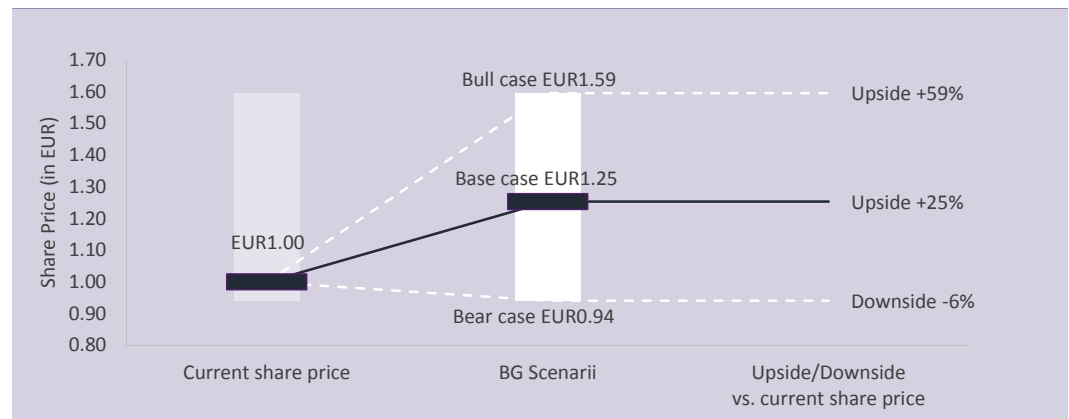 1.70
1.60
1.50
1.40
1.30
1.20
1.10
1.00
0.90
0.80
Share Price (in EUR)
Bull case EUR1.59
Upside +59%
Base case EUR1.25
Upside +25%
EUR1.00
Bear case EUR0.94
Downside -6%
Current share price
BG Scenarii
Upside/Downside
vs. current share price